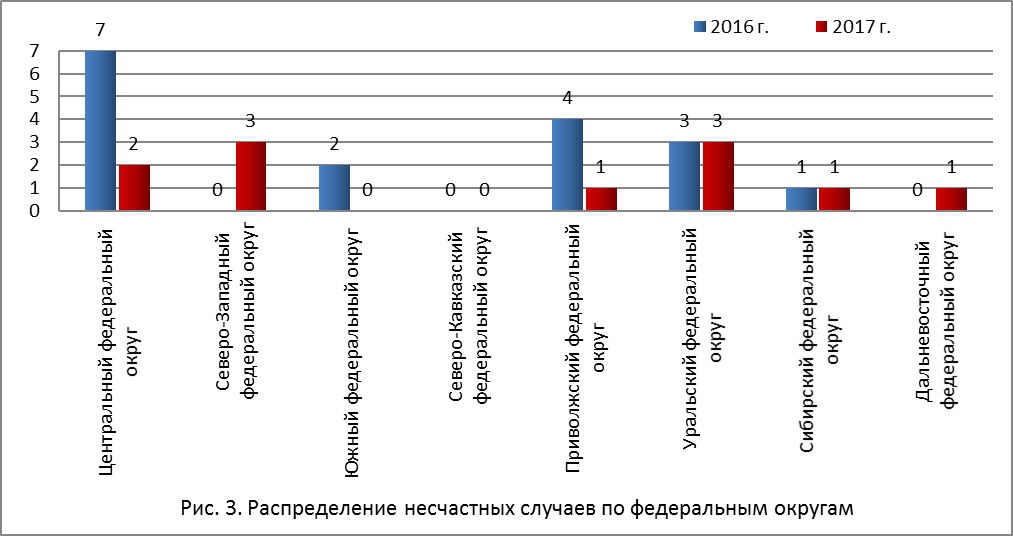 2016 г. 2017 г.
7
6
5
4
3
2
1
0
7 2
0 3
2 0
0 0
4 1
3 3
1 1
0 1
Центральный федеральный
округ
Северо-Западный
федеральный округ
Южный федеральный округ
Северо-Кавказский
федеральный округ
Приволжский федеральный
округ
Уральский федеральный
округ
Сибирский федеральный
округ
Дальневосточный
федеральный округ
Рис. 3. Распределение несчастных случаев по федеральным округам